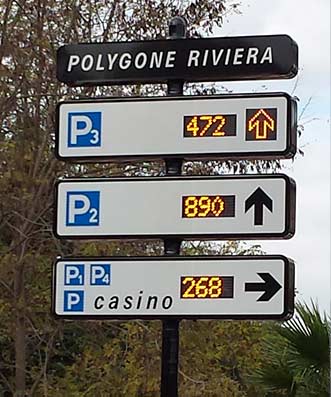 POLYGONE RIVIERA
P3 472
P2 890
P1 P4
P casino 268